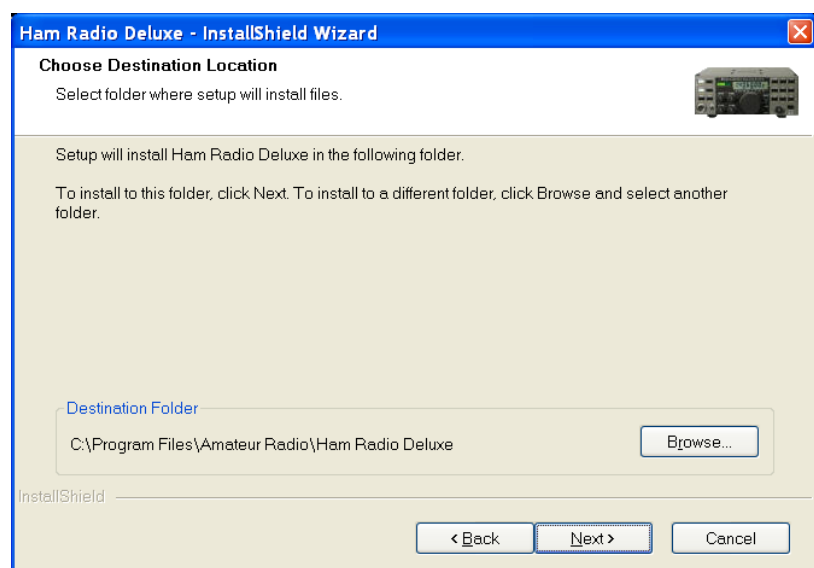 Ham Radio Deluxe - InstallShield Wizard
Choose Destination Location
Select folder where setup will install files.
Setup will install Ham Radio Deluxe in the following folder.
To install to this folder, click Next. To install to a different folder, click Browse and select another
folder.
Destination Folder
C:\Program Files\Amateur Radio\Ham Radio Deluxe
Browse...
InstallShield
< Back
Next >
Cancel